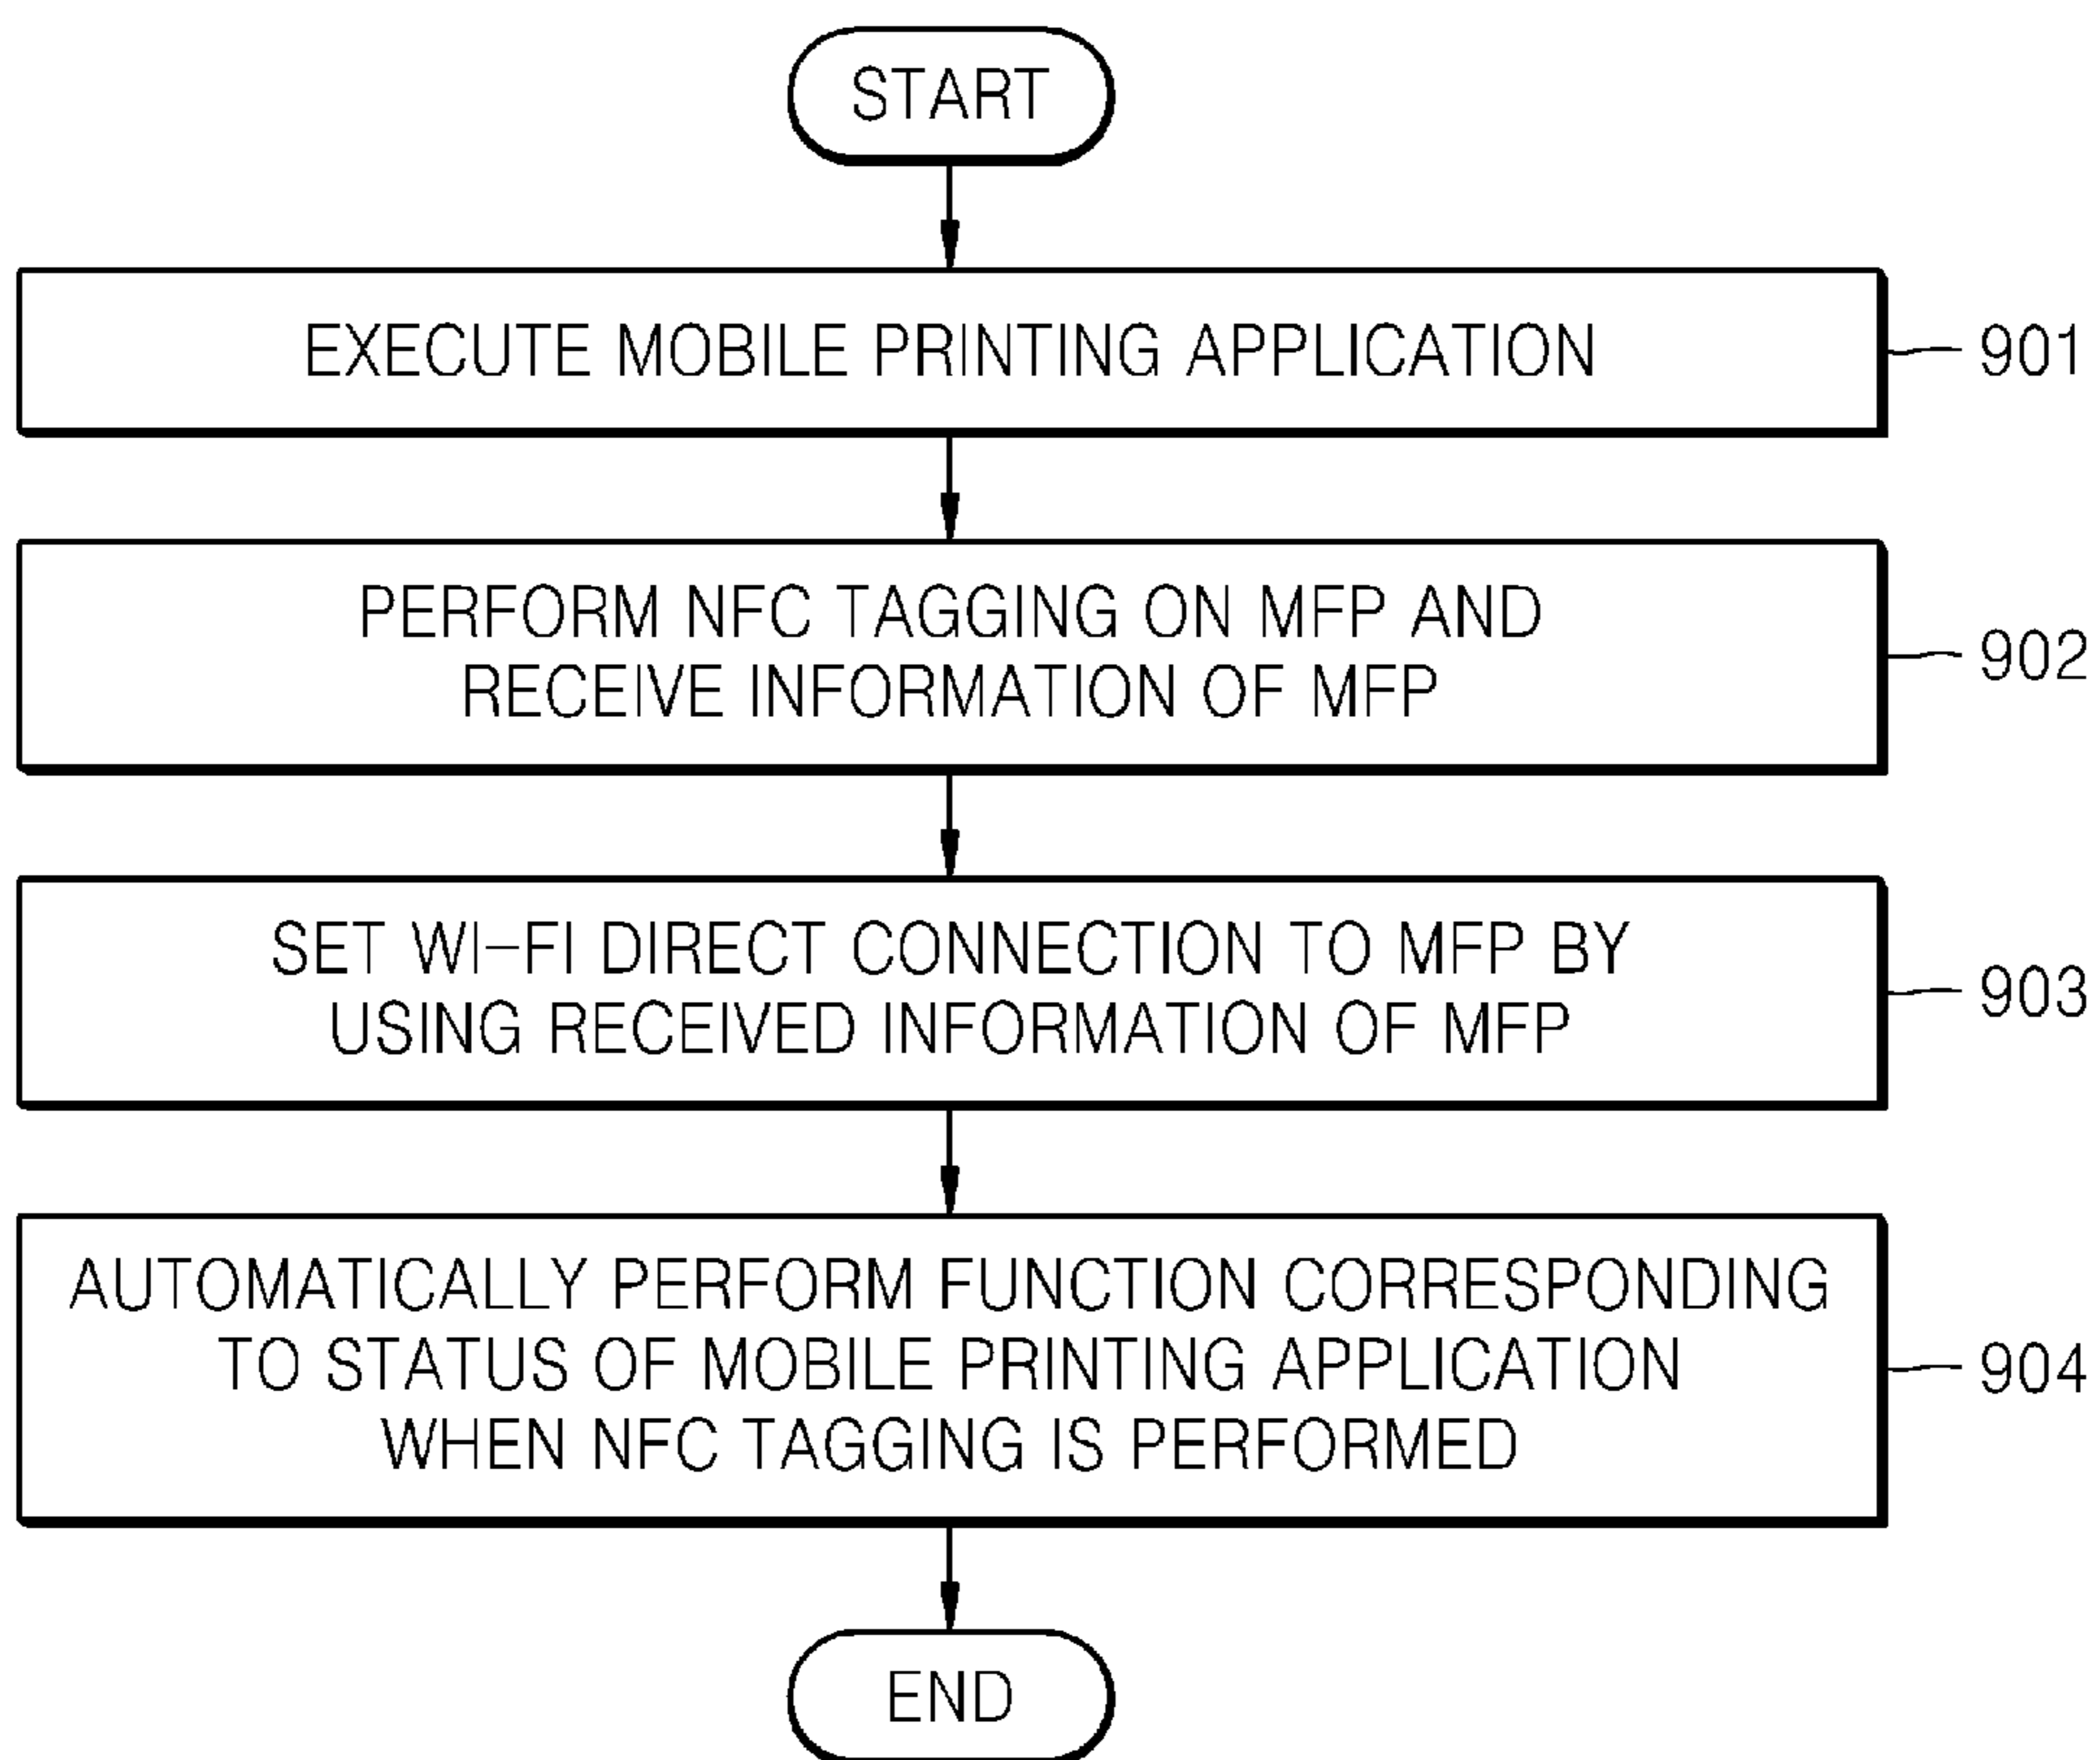 START
EXECUTE MOBILE PRINTING APPLICATION
901
PERFORM NFC TAGGING ON MFP AND
RECEIVE INFORMATION OF MFP
902
SET WI-FI DIRECT CONNECTION TO MFP BY
USING RECEIVED INFORMATION OF MFP
903
AUTOMATICALLY PERFORM FUNCTION CORRESPONDING
TO STATUS OF MOBILE PRINTING APPLICATION
WHEN NFC TAGGING IS PERFORMED
904
END